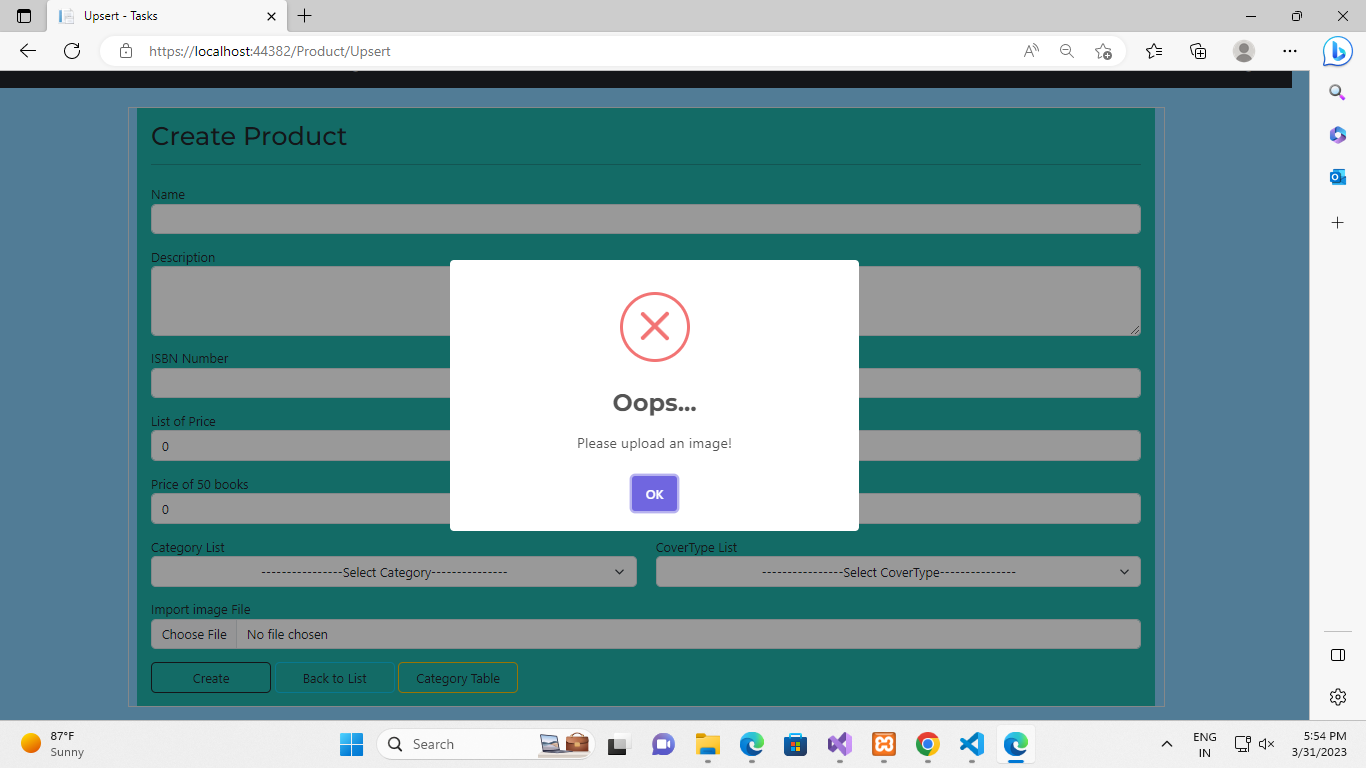 Upsert - Tasks
https://localhost:44382/Product/Upsert
Create Product
Name
Description
ISBN Number
List of Price
0
Price of 50 books
0
Oops...
Please upload an image!
OK
Category List
CoverType List
----------------Select Category---------------
----------------Select CoverType---------------
Import image File
Choose File No file chosen
Create
Back to List
Category Table
87°F
Sunny
Search
ENG
IN
5:54 PM
3/31/2023